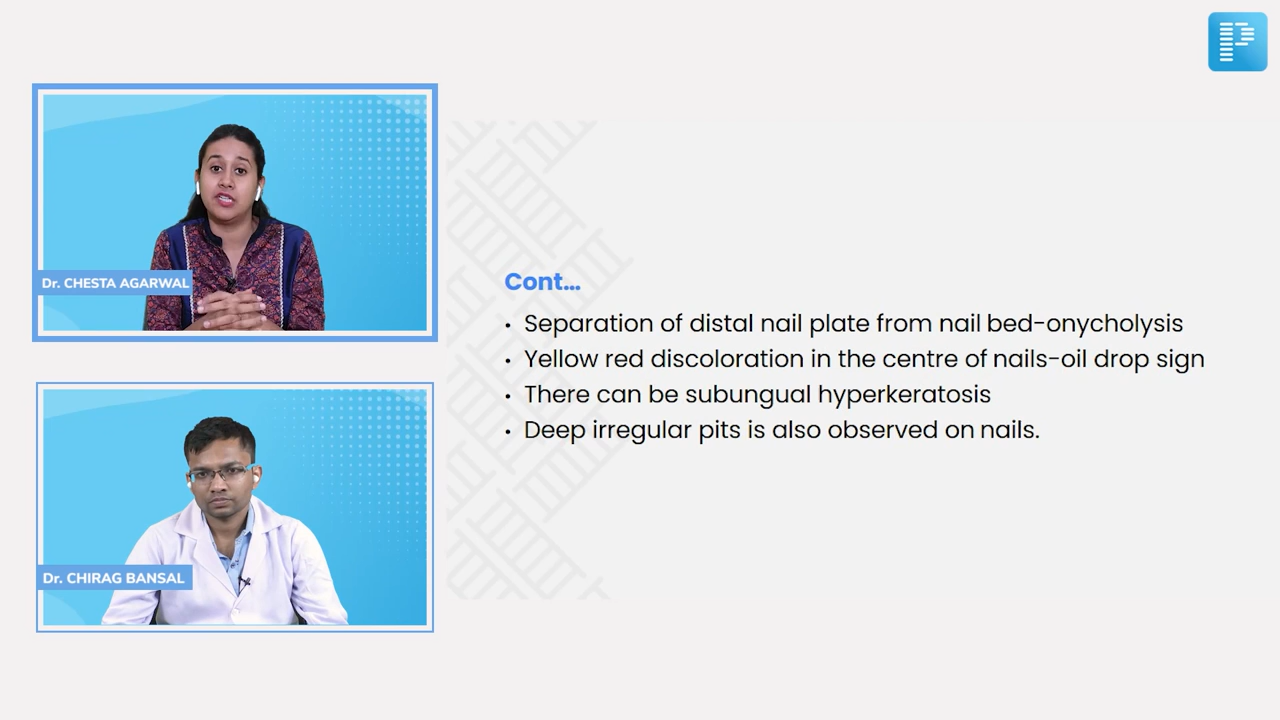 Dr. CHESTA AGARWAL
Dr. CHIRAG BANSAL
Cont...
• Separation of distal nail plate from nail bed-onycholysis
• Yellow red discoloration in the centre of nails-oil drop sign
• There can be subungual hyperkeratosis
• Deep irregular pits is also observed on nails.